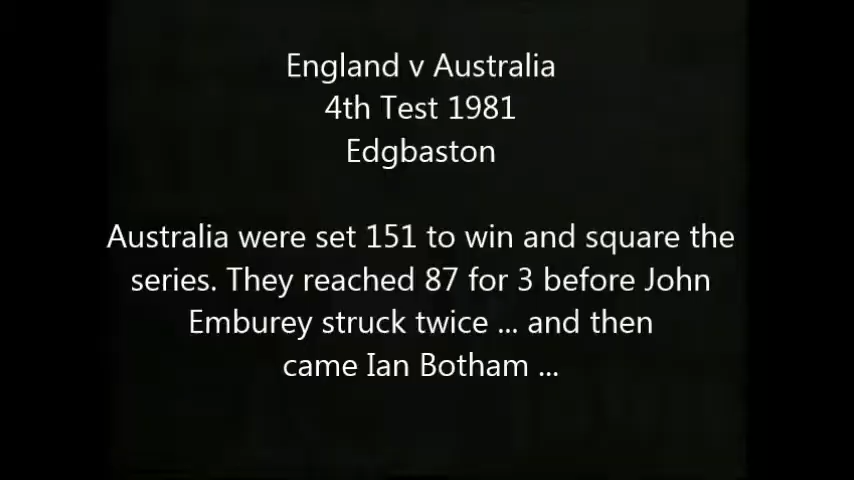 England v Australia
4th Test 1981
Edgbaston
Australia were set 151 to win and square the
series. They reached 87 for 3 before John
Emburey struck twice ... and then
came Ian Botham ...